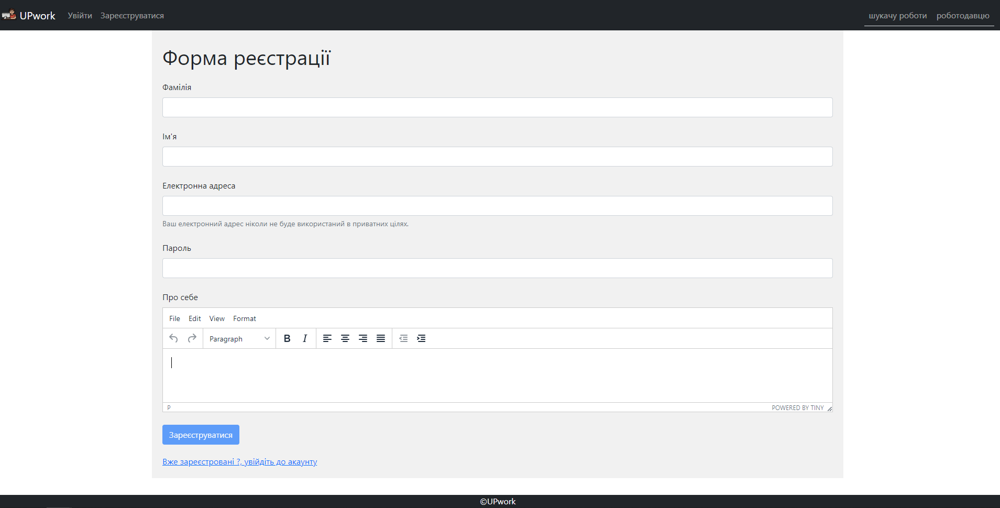 UPwork Увійти Зареєструватися шукачу роботи роботодавцю
Форма реєстрації
Фамілія
Ім'я
Електронна адреса
Ваш електронний адрес ніколи не буде використаний в приватних цілях.
Пароль
Про себе
File Edit View Format
Paragraph B I
P POWERED BY TINY
Зареєструватися
Вже зареєстровані ?, увійдіть до акаунту
©UPwork